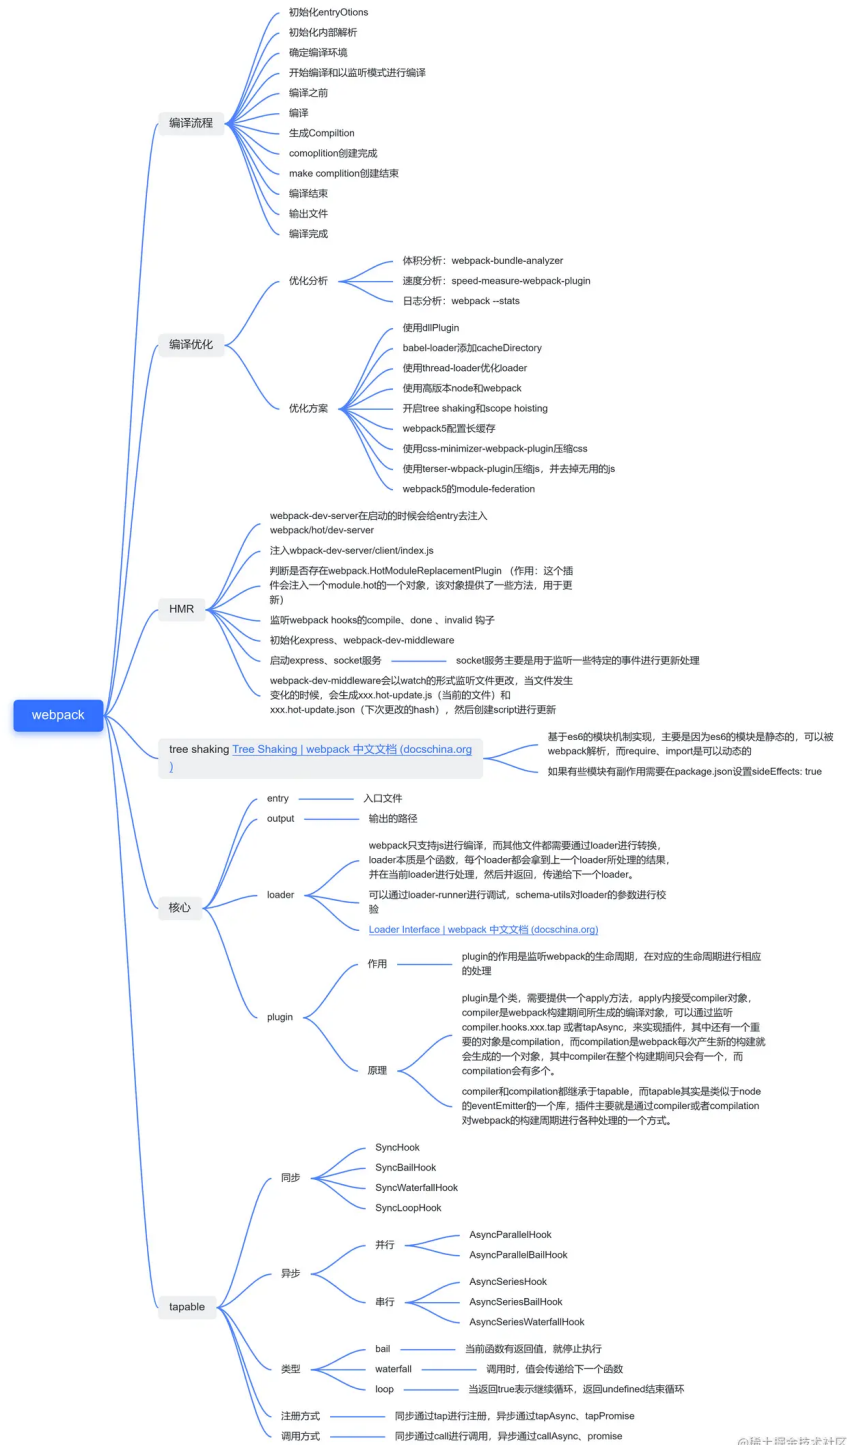 webpack
编译流程
初始化entryOtions
初始化内部解析
确定编译环境
开始编译和以监听模式进行编译
编译之前
编译
生成Compiltion
comoplition创建完成
make complition创建结束
编译结束
输出文件
编译完成
编译优化
优化分析
体积分析：webpack-bundle-analyzer
速度分析：speed-measure-webpack-plugin
日志分析：webpack --stats
优化方案
使用dllPlugin
babel-loader添加cacheDirectory
使用thread-loader优化loader
使用高版本node和webpack
开启tree shaking和scope hoisting
webpack5配置长缓存
使用css-minimizer-webpack-plugin压缩css
使用terser-wbpack-plugin压缩js，并去掉无用的js
webpack5的module-federation
HMR
webpack-dev-server在启动的时候会给entry去注入
webpack/hot/dev-server
注入wbpack-dev-server/client/index.js
判断是否存在webpack.HotModuleReplacementPlugin （作用：这个插
件会注入一个module.hot的一个对象，该对象提供了一些方法，用于更
新）
监听webpack hooks的compile、done 、invalid 钩子
初始化express、webpack-dev-middleware
启动express、socket服务
socket服务主要是用于监听一些特定的事件进行更新处理
webpack-dev-middleware会以watch的形式监听文件更改，当文件发生
变化的时候，会生成xxx.hot-update.js（当前的文件）和
xxx.hot-update.json（下次更改的hash），然后创建script进行更新
tree shaking Tree Shaking | webpack 中文文档 (docschina.org
)
基于es6的模块机制实现，主要是因为es6的模块是静态的，可以被
webpack解析，而require、import是可以动态的
如果有些模块有副作用需要在package.json设置sideEffects: true
核心
entry
入口文件
output
输出的路径
loader
webpack只支持js进行编译，而其他文件都需要通过loader进行转换，
loader本质是个函数，每个loader都会拿到上一个loader所处理的结果，
并在当前loader进行处理，然后并返回，传递给下一个loader。
可以通过loader-runner进行调试，schema-utils对loader的参数进行校
验
Loader Interface | webpack 中文文档 (docschina.org)
plugin
作用
plugin的作用是监听webpack的生命周期，在对应的生命周期进行相应
的处理
原理
plugin是个类，需要提供一个apply方法，apply内接受compiler对象，
compiler是webpack构建期间所生成的编译对象，可以通过监听
compiler.hooks.xxx.tap 或者tapAsync，来实现插件，其中还有一个重
要的对象是compilation，而compilation是webpack每次产生新的构建就
会生成的一个对象，其中compiler在整个构建期间只会有一个，而
compilation会有多个。
compiler和compilation都继承于tapable，而tapable其实是类似于node
的eventEmitter的一个库，插件主要就是通过compiler或者compilation
对webpack的构建周期进行各种处理的一个方式。
tapable
同步
SyncHook
SyncBailHook
SyncWaterfallHook
SyncLoopHook
异步
并行
AsyncParallelHook
AsyncParallelBailHook
串行
AsyncSeriesHook
AsyncSeriesBailHook
AsyncSeriesWaterfallHook
类型
bail
当前函数有返回值，就停止执行
waterfall
调用时，值会传递给下一个函数
loop
当返回true表示继续循环，返回undefined结束循环
注册方式
同步通过tap进行注册，异步通过tapAsync、tapPromise
调用方式
同步通过call进行调用，异步通过callAsync、promise
@稀土掘金技术社区